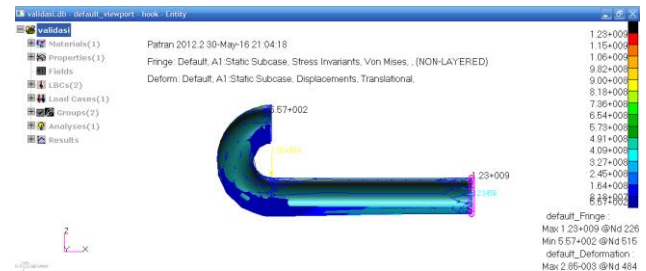 validasi.db - default_viewport - hook - Entity
validasi
Materials(1)
Properties(1)
Fields
LBCs(2)
Load Cases(1)
Groups(2)
Analyses(1)
Results
Patran 2012.2 30-May-16 21:04:18
Fringe: Default, A1:Static Subcase, Stress Invariants, Von Mises, , (NON-LAYERED)
Deform: Default, A1:Static Subcase, Displacements, Translational,
5.57+002
1.23+009
23456
Z
X
1.23+009
1.15+009
1.06+009
9.82+008
9.00+008
8.18+008
7.36+008
6.54+008
5.73+008
4.91+008
4.09+008
3.27+008
2.45+008
1.64+008
default_Fringe :
Max 1.23+009 @Nd 226
Min 5.57+002 @Nd 515
default_Deformation :
Max 2.85-003 @Nd 484